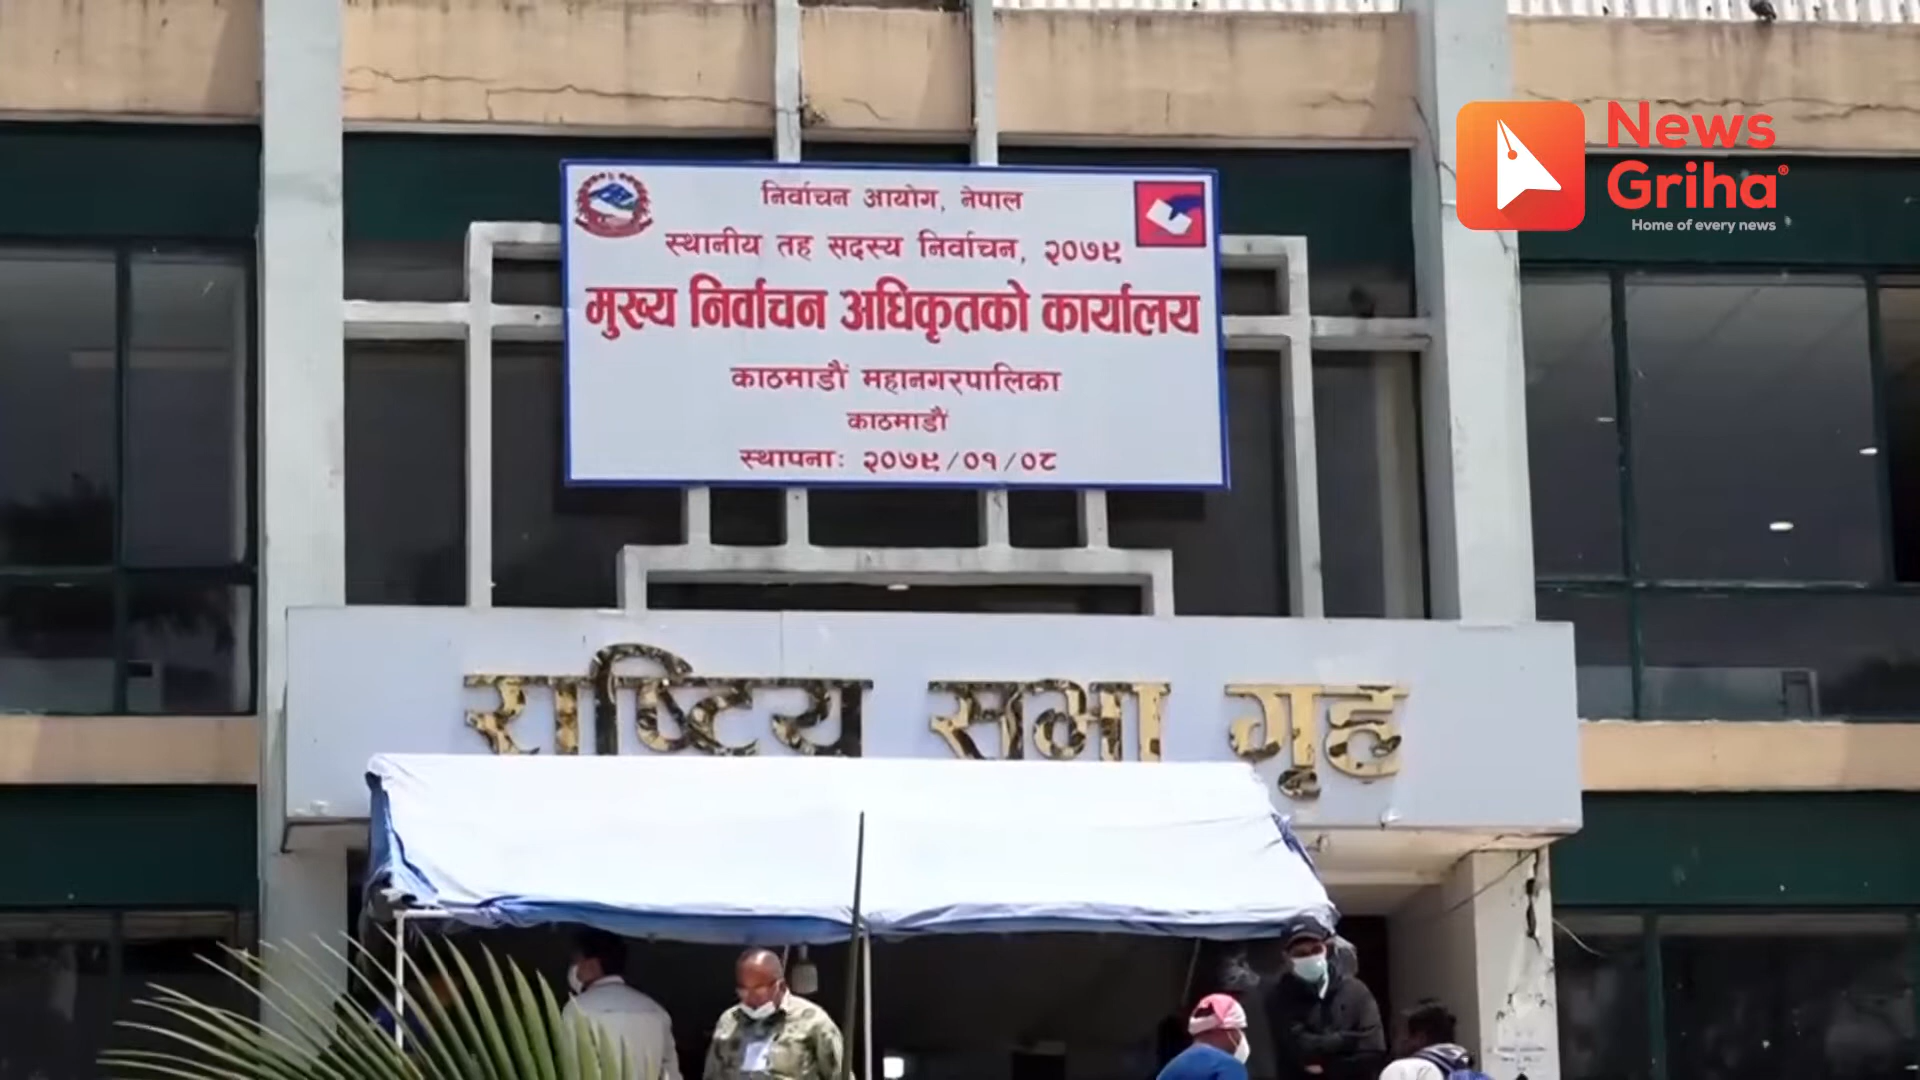 निर्वाचन आयोग, नेपाल
स्थानीय तह सदस्य निर्वाचन, २०७९
मुख्य निर्वाचन अधिकृतको कार्यालय
काठमाडौं महानगरपालिका
काठमाडौं
स्थापना: २०७९/०१/०८
News
Griha®
Home of every news
राष्ट्रिय सभा गृह